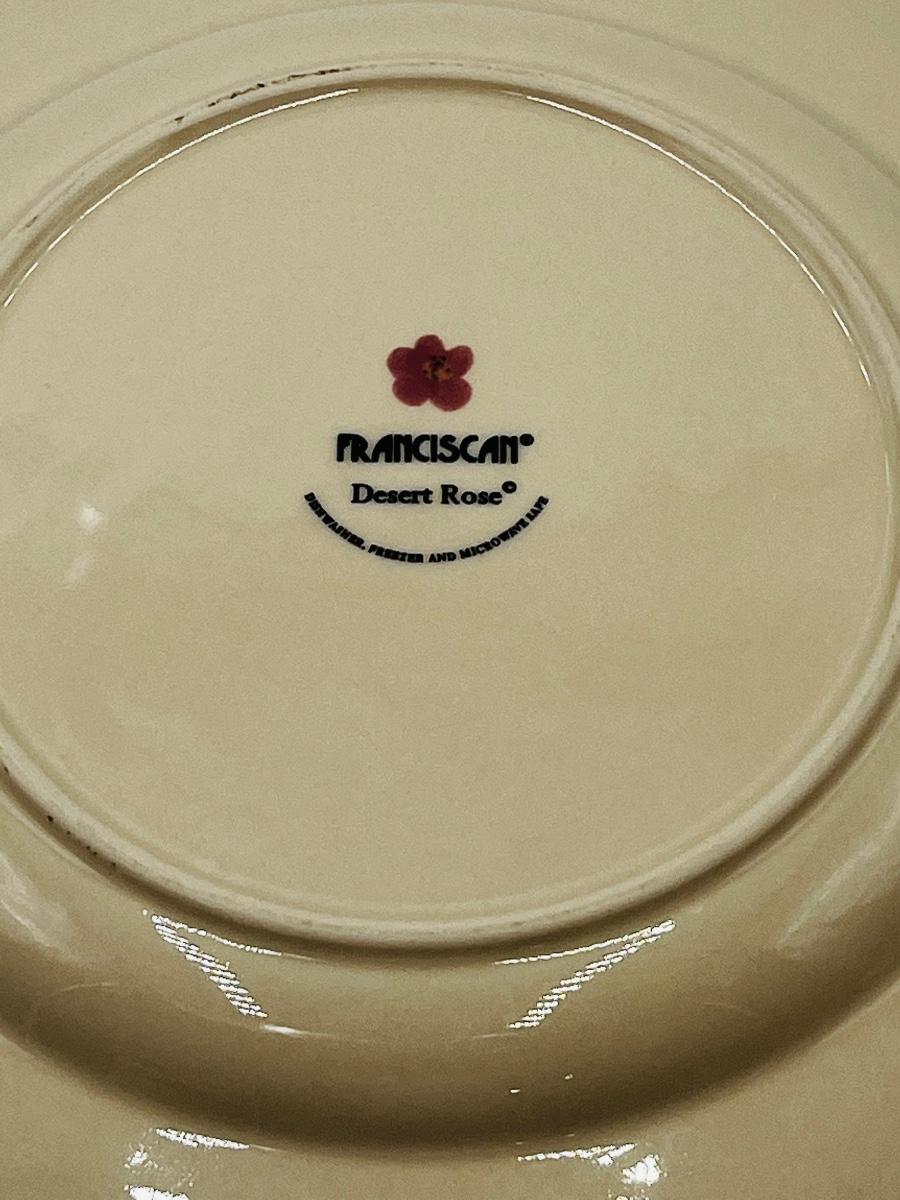 FRANCISCAN®
Desert Rose©
DISHWASHER, FREEZER AND MICROWAVE SAFE